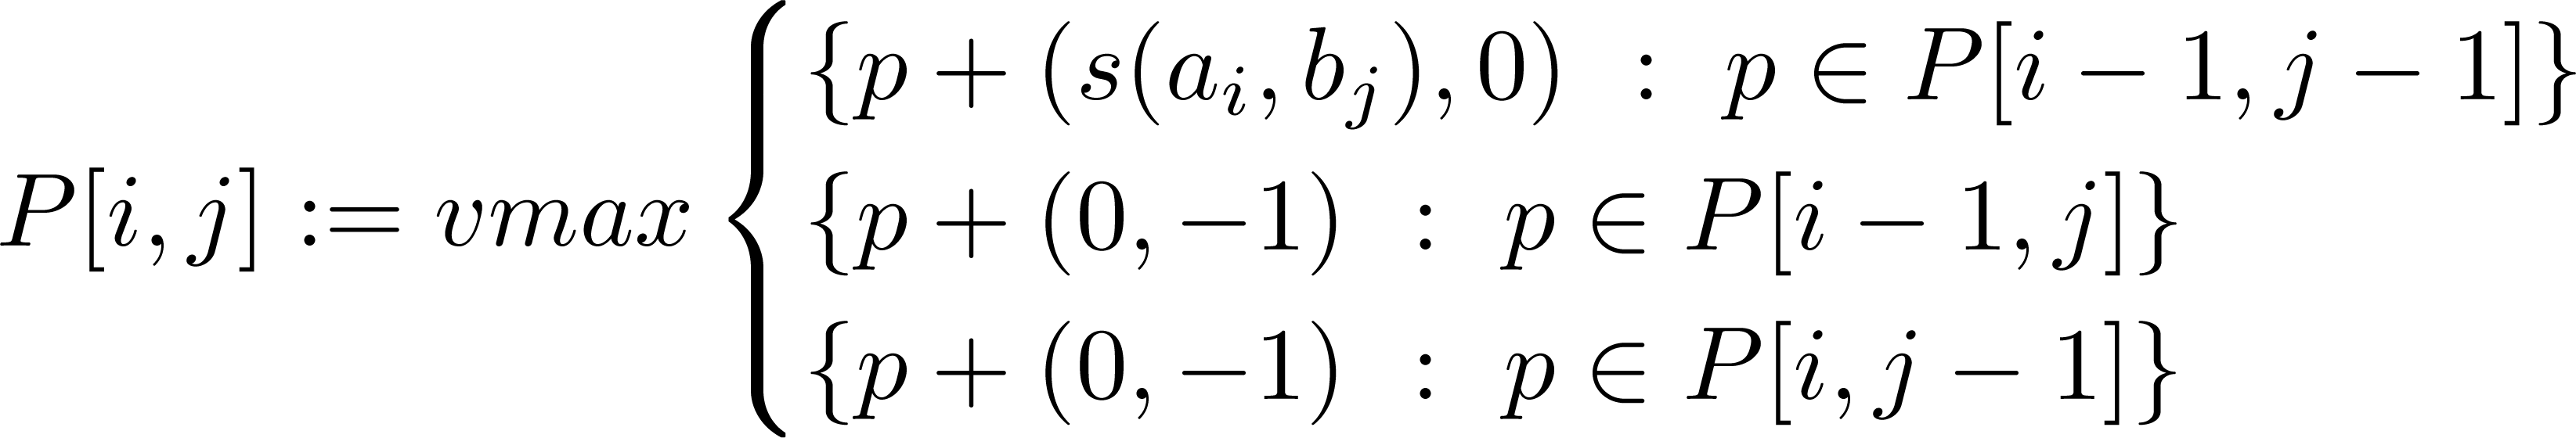 {p + (s(a_i, b_j), 0) : p ∈ P[i − 1, j − 1]}
P[i, j] := vmax { {p + (0, −1) : p ∈ P[i − 1, j]}
{p + (0, −1) : p ∈ P[i, j − 1]}